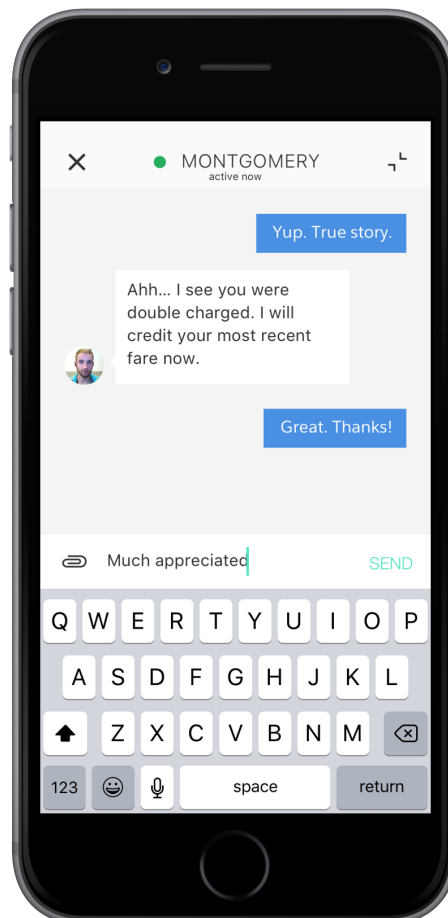 MONTGOMERY
active now
Yup. True story.
Ahh... I see you were
double charged. I will
credit your most recent
fare now.
Great. Thanks!
Much appreciated
SEND
Q W E R T Y U I O P
A S D F G H J K L
Z X C V B N M
123 space return